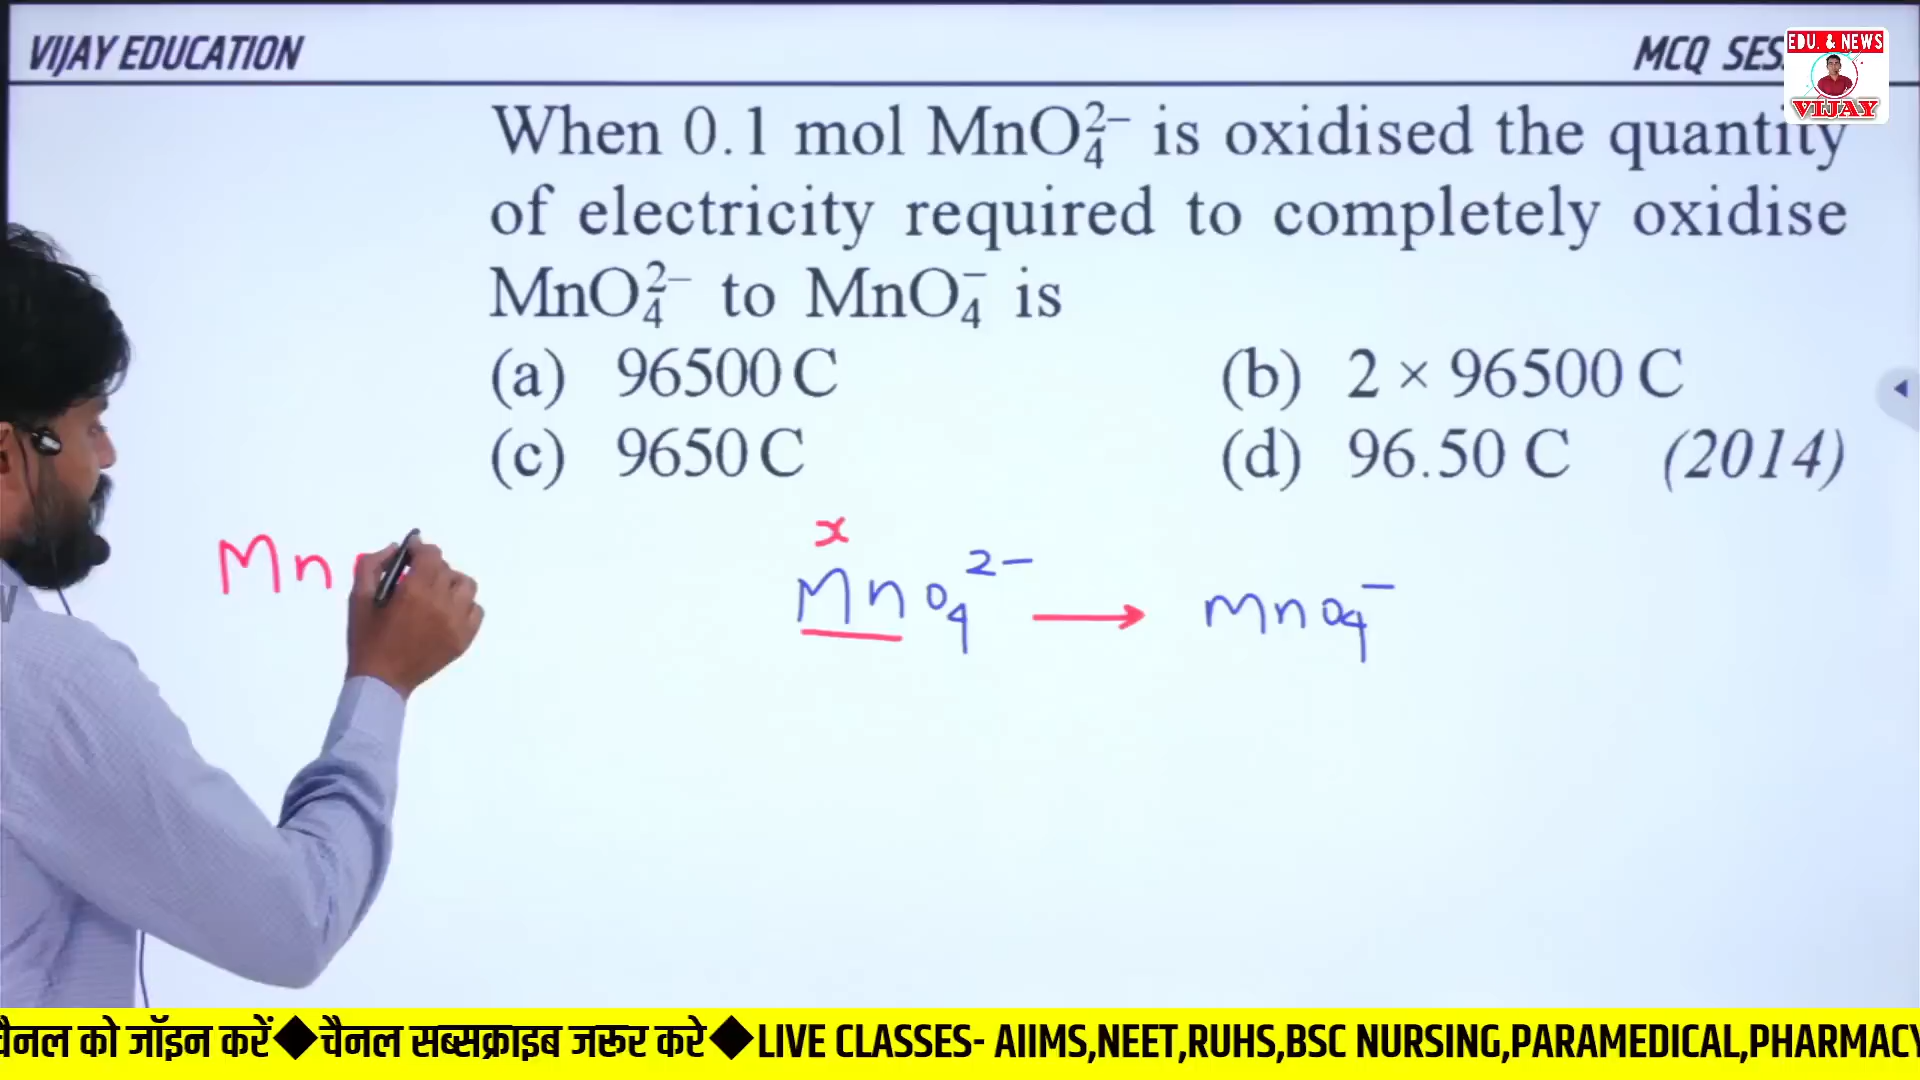 VIJAY EDUCATION
MCQ SES
EDU. & NEWS
VIJAY
When 0.1 mol MnO₄²⁻ is oxidised the quantity
of electricity required to completely oxidise
MnO₄²⁻ to MnO₄⁻ is
(a) 96500 C (b) 2 × 96500 C
(c) 9650 C (d) 96.50 C (2014)
x
Mn MnO₄²⁻ → MnO₄⁻
चैनल को जॉइन करें◆चैनल सब्सक्राइब जरूर करे◆LIVE CLASSES- AIIMS,NEET,RUHS,BSC NURSING,PARAMEDICAL,PHARMACY